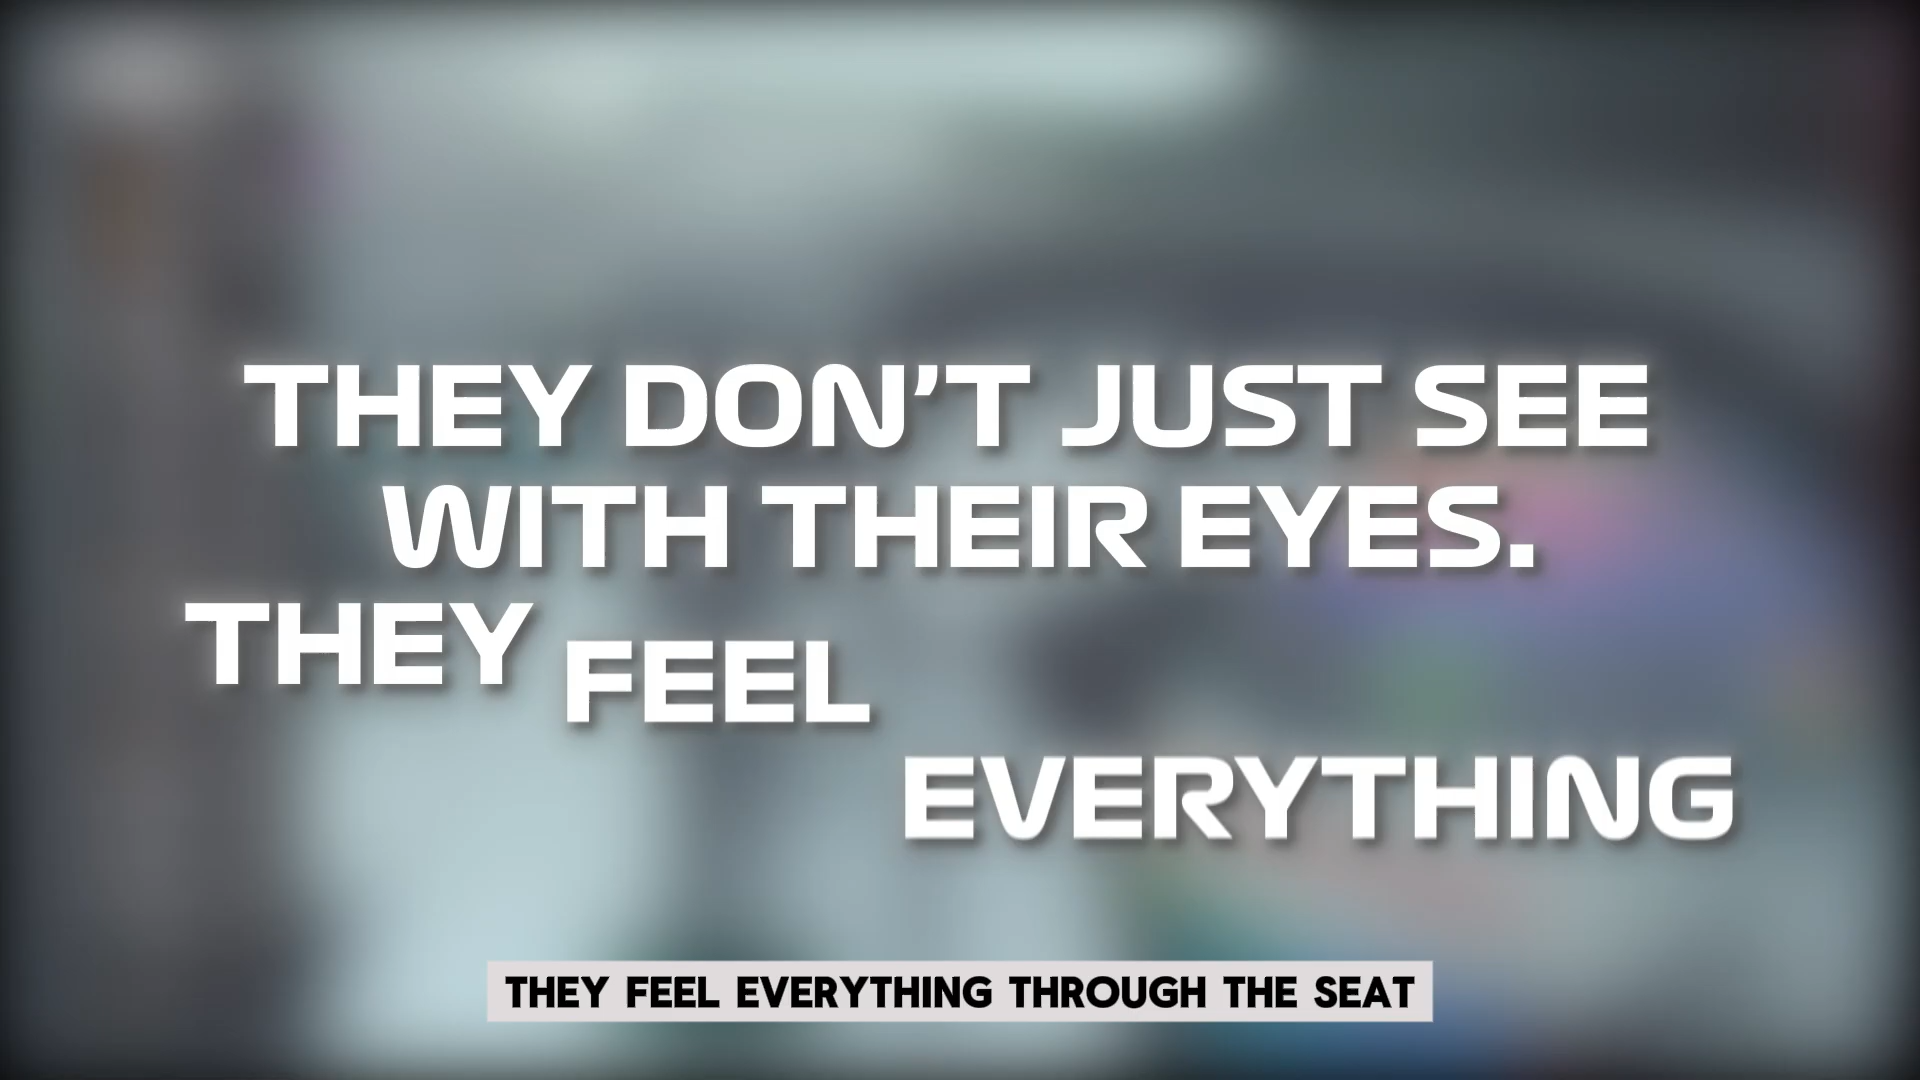 THEY DON’T JUST SEE
WITH THEIR EYES.
THEY FEEL
EVERYTHING
THEY FEEL EVERYTHING THROUGH THE SEAT